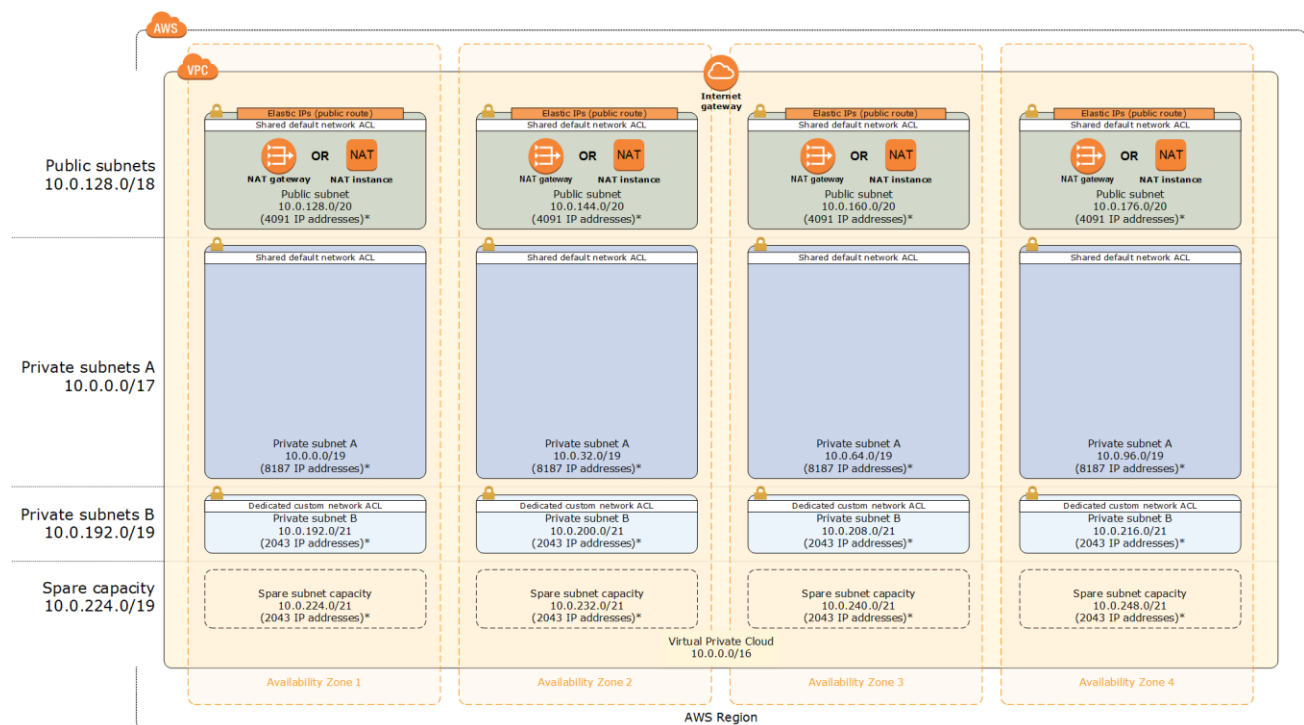 AWS
VPC
Internet
gateway
Public subnets
10.0.128.0/18
Elastic IPs (public route)
Shared default network ACL
NAT
OR
NAT gateway
NAT instance
Public subnet
10.0.128.0/20
(4091 IP addresses)*
Elastic IPs (public route)
Shared default network ACL
NAT
OR
NAT gateway
NAT instance
Public subnet
10.0.144.0/20
(4091 IP addresses)*
Elastic IPs (public route)
Shared default network ACL
NAT
OR
NAT gateway
NAT instance
Public subnet
10.0.160.0/20
(4091 IP addresses)*
Elastic IPs (public route)
Shared default network ACL
NAT
OR
NAT gateway
NAT instance
Public subnet
10.0.176.0/20
(4091 IP addresses)*
Private subnets A
10.0.0.0/17
Shared default network ACL
Private subnet A
10.0.0.0/19
(8187 IP addresses)*
Shared default network ACL
Private subnet A
10.0.32.0/19
(8187 IP addresses)*
Shared default network ACL
Private subnet A
10.0.64.0/19
(8187 IP addresses)*
Shared default network ACL
Private subnet A
10.0.96.0/19
(8187 IP addresses)*
Private subnets B
10.0.192.0/19
Dedicated custom network ACL
Private subnet B
10.0.192.0/21
(2043 IP addresses)*
Dedicated custom network ACL
Private subnet B
10.0.200.0/21
(2043 IP addresses)*
Dedicated custom network ACL
Private subnet B
10.0.208.0/21
(2043 IP addresses)*
Dedicated custom network ACL
Private subnet B
10.0.216.0/21
(2043 IP addresses)*
Spare capacity
10.0.224.0/19
Spare subnet capacity
10.0.224.0/21
(2043 IP addresses)*
Spare subnet capacity
10.0.232.0/21
(2043 IP addresses)*
Spare subnet capacity
10.0.240.0/21
(2043 IP addresses)*
Spare subnet capacity
10.0.248.0/21
(2043 IP addresses)*
Virtual Private Cloud
10.0.0.0/16
Availability Zone 1
Availability Zone 2
Availability Zone 3
Availability Zone 4
AWS Region